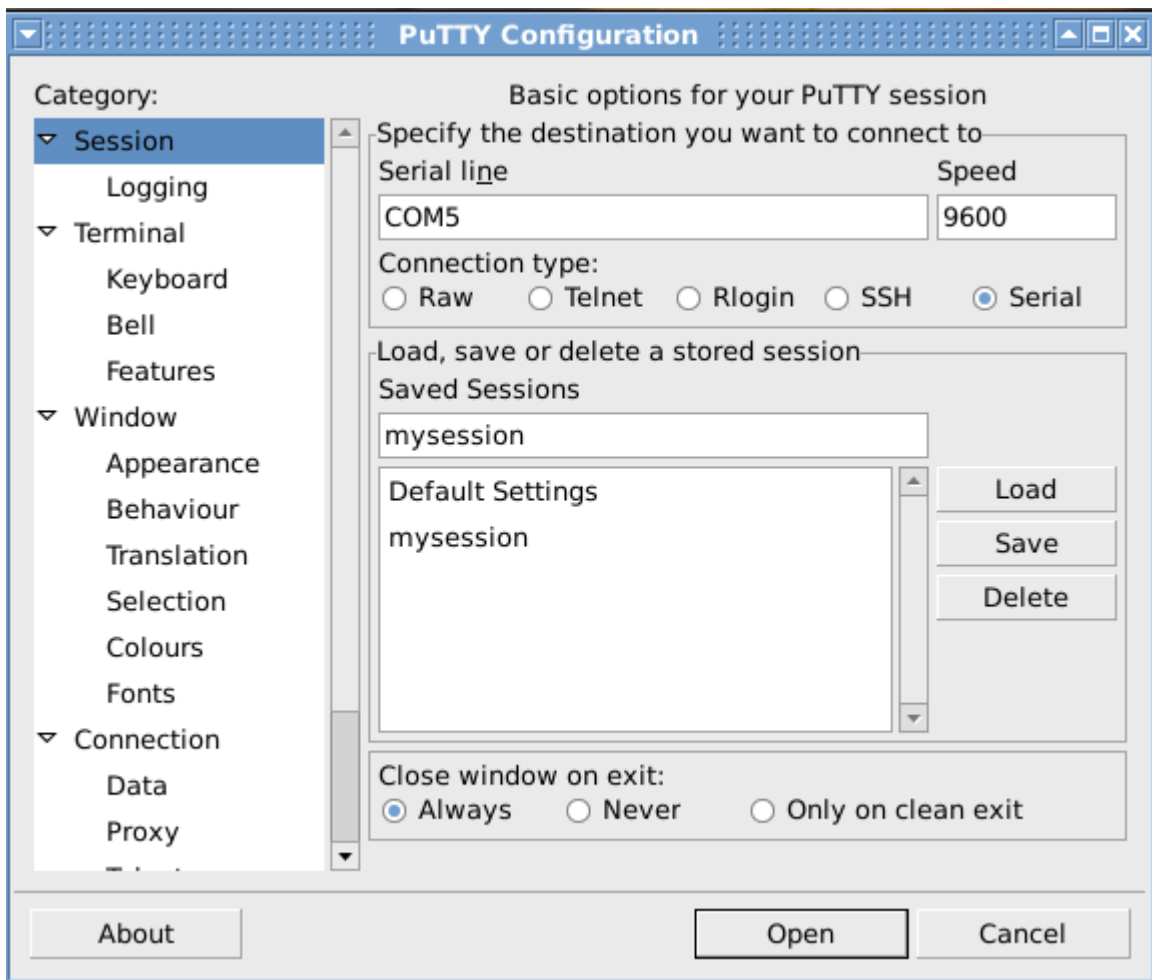 PuTTY Configuration
Category:
Session
Logging
Terminal
Keyboard
Bell
Features
Window
Appearance
Behaviour
Translation
Selection
Colours
Fonts
Connection
Data
Proxy
Basic options for your PuTTY session
Specify the destination you want to connect to
Serial line Speed
COM5 9600
Connection type:
Raw Telnet Rlogin SSH Serial
Load, save or delete a stored session
Saved Sessions
mysession
Default Settings
mysession
Load
Save
Delete
Close window on exit:
Always Never Only on clean exit
About Open Cancel